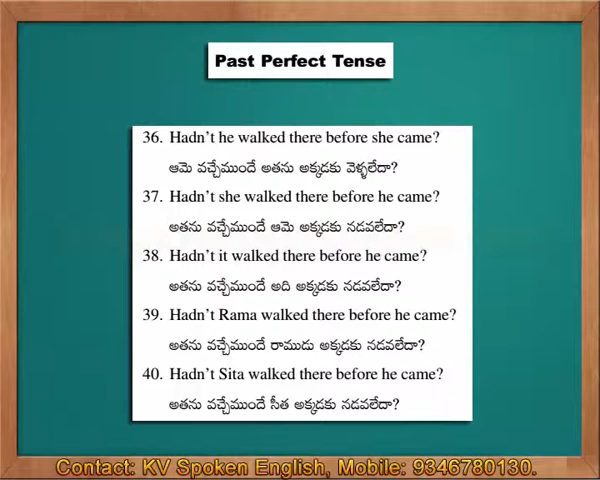 Past Perfect Tense
36. Hadn't he walked there before she came?
ఆమె వచ్చేముందే అతను అక్కడకు వెళ్ళలేదా?
37. Hadn't she walked there before he came?
అతను వచ్చేముందే ఆమె అక్కడకు నడవలేదా?
38. Hadn't it walked there before he came?
అతను వచ్చేముందే అది అక్కడకు నడవలేదా?
39. Hadn't Rama walked there before he came?
అతను వచ్చేముందే రాముడు అక్కడకు నడవలేదా?
40. Hadn't Sita walked there before he came?
అతను వచ్చేముందే సీత అక్కడకు నడవలేదా?
Contact: KV Spoken English, Mobile: 9346780130.